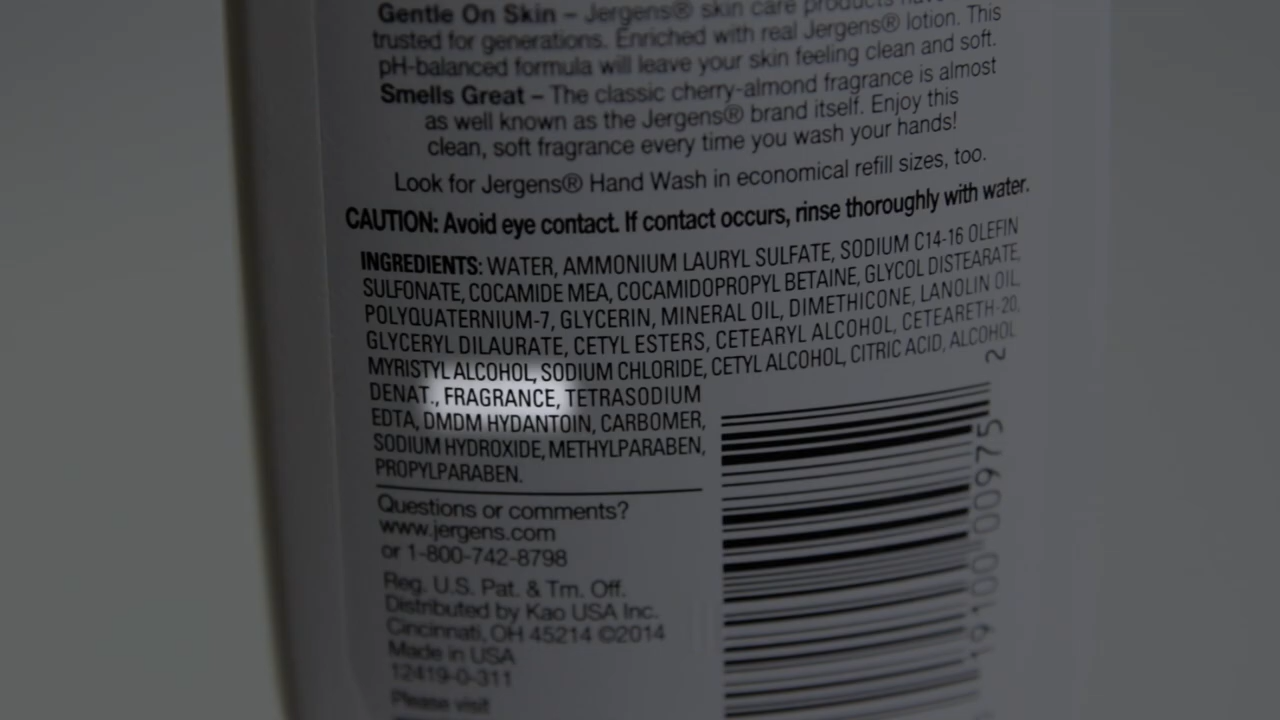 Gentle On Skin – Jergens® skin care products have
trusted for generations. Enriched with real Jergens® lotion. This
pH-balanced formula will leave your skin feeling clean and soft.
Smells Great – The classic cherry-almond fragrance is almost
as well known as the Jergens® brand itself. Enjoy this
clean, soft fragrance every time you wash your hands!
Look for Jergens® Hand Wash in economical refill sizes, too.
CAUTION: Avoid eye contact. If contact occurs, rinse thoroughly with water.
INGREDIENTS: WATER, AMMONIUM LAURYL SULFATE, SODIUM C14-16 OLEFIN
SULFONATE, COCAMIDE MEA, COCAMIDOPROPYL BETAINE, GLYCOL DISTEARATE,
POLYQUATERNIUM-7, GLYCERIN, MINERAL OIL, DIMETHICONE, LANOLIN OIL,
GLYCERYL DILAURATE, CETYL ESTERS, CETEARYL ALCOHOL, CETEARETH-20,
MYRISTYL ALCOHOL, SODIUM CHLORIDE, CETYL ALCOHOL, CITRIC ACID, ALCOHOL
DENAT., FRAGRANCE, TETRASODIUM
EDTA, DMDM HYDANTOIN, CARBOMER,
SODIUM HYDROXIDE, METHYLPARABEN,
PROPYLPARABEN.
Questions or comments?
www.jergens.com
or 1-800-742-8798
Reg. U.S. Pat. & Tm. Off.
Distributed by Kao USA Inc.
Cincinnati, OH 45214 ©2014
Made in USA
12419-0-311
Please visit
19100 00975 2